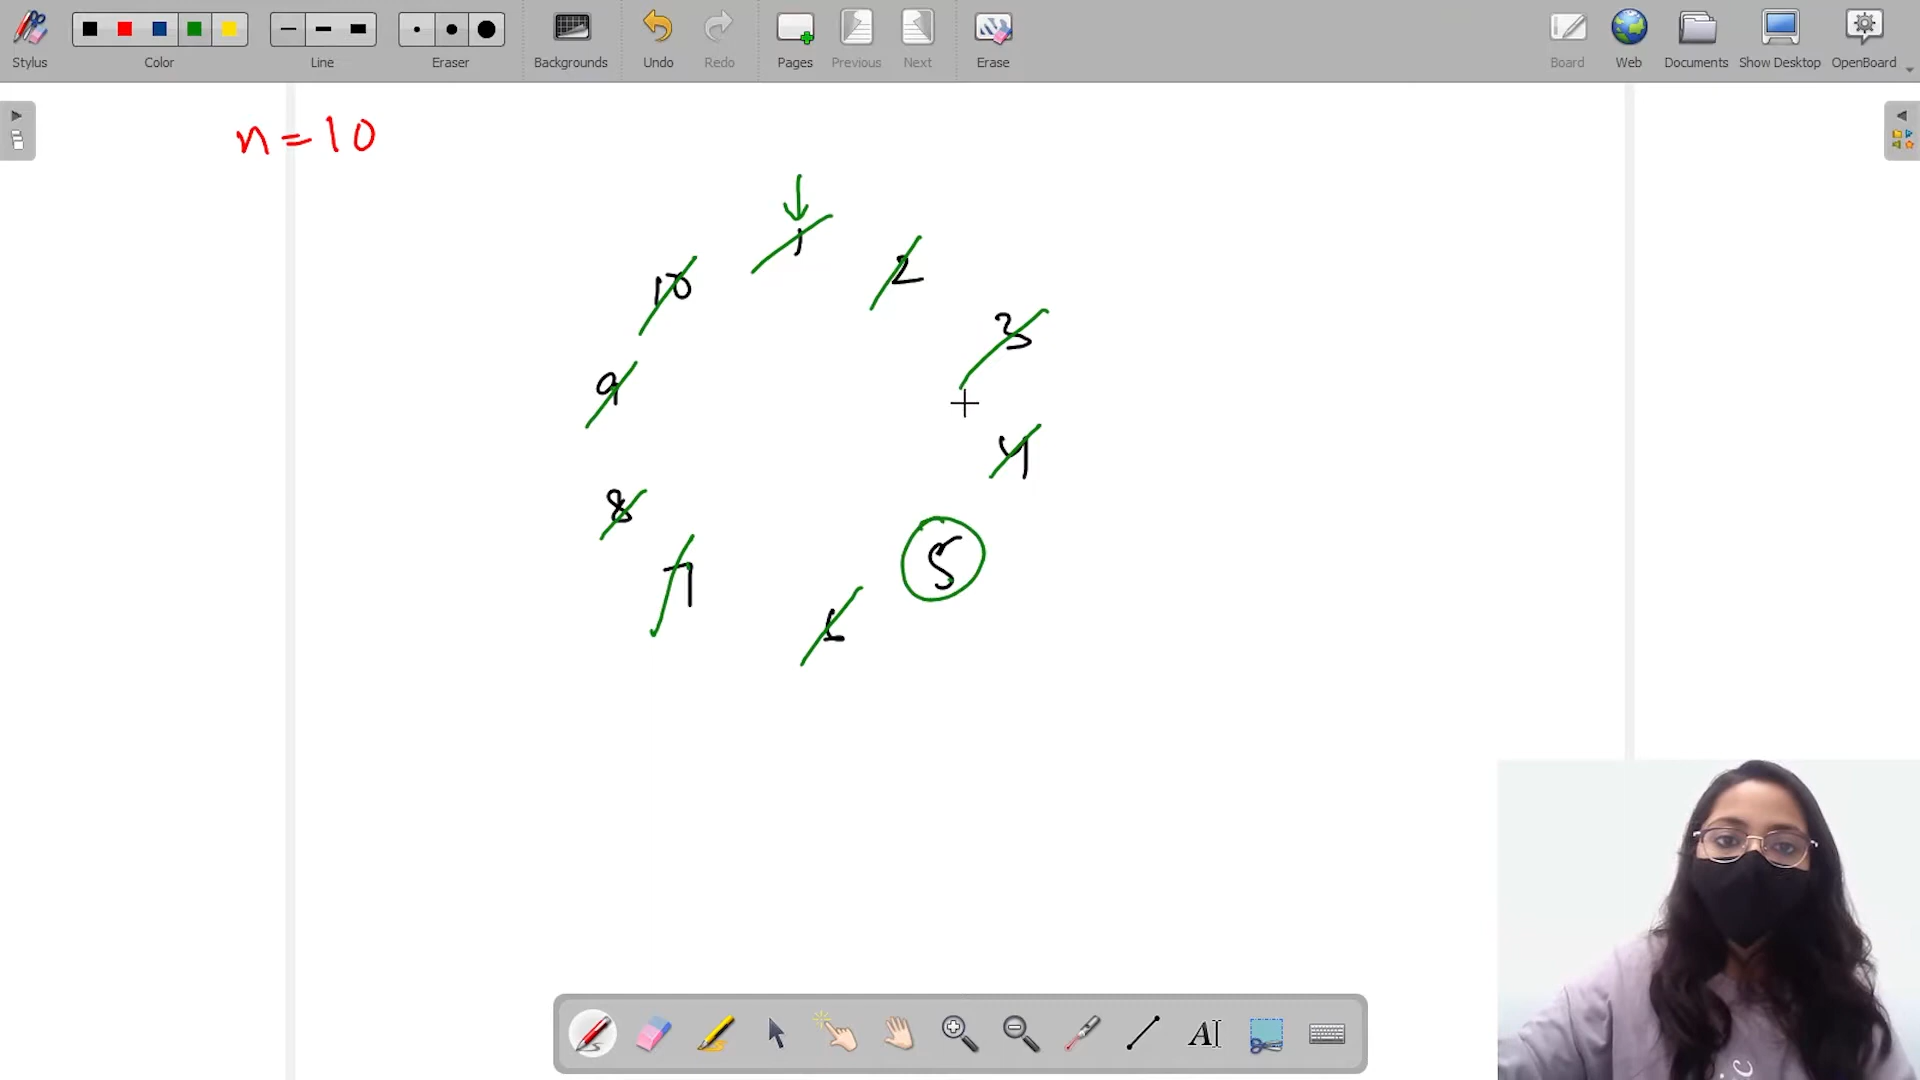 Stylus
Color
Line
Eraser
Backgrounds
Undo
Redo
Pages
Previous
Next
Erase
Board
Web
Documents
Show Desktop
OpenBoard
n=10
1
2
3
4
5
6
7
8
9
10
AI